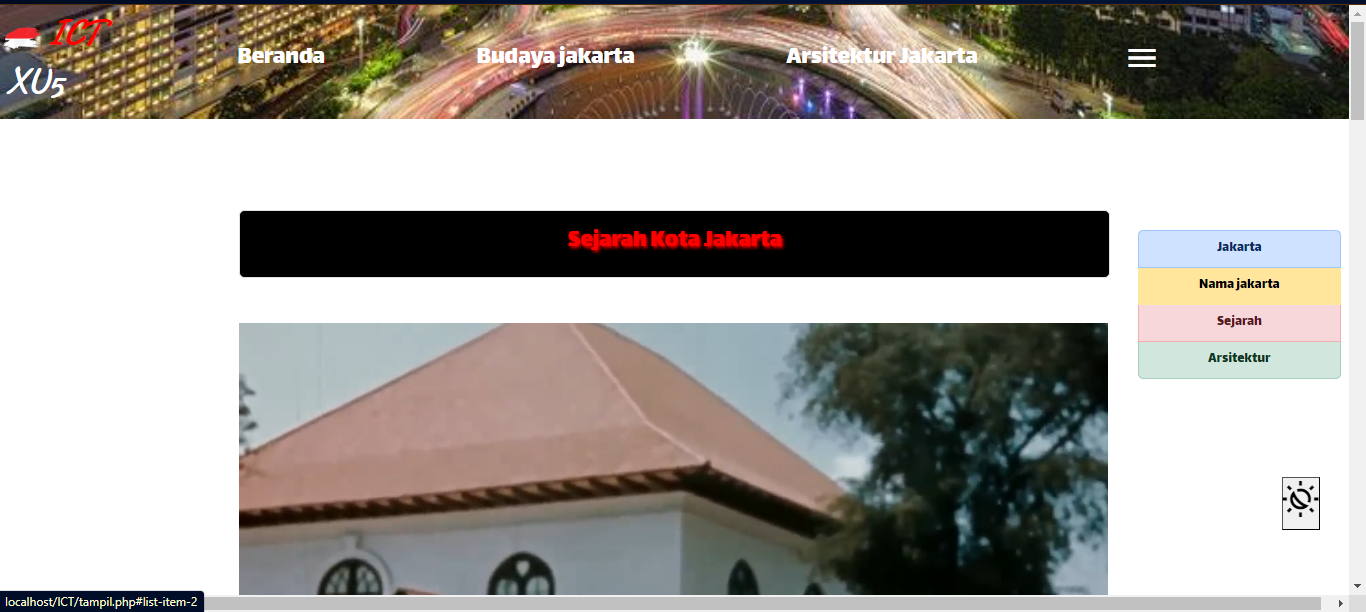 ICT
XU5
Beranda
Budaya jakarta
Arsitektur Jakarta
Sejarah Kota Jakarta
Jakarta
Nama jakarta
Sejarah
Arsitektur
localhost/ICT/tampil.php#list-item-2